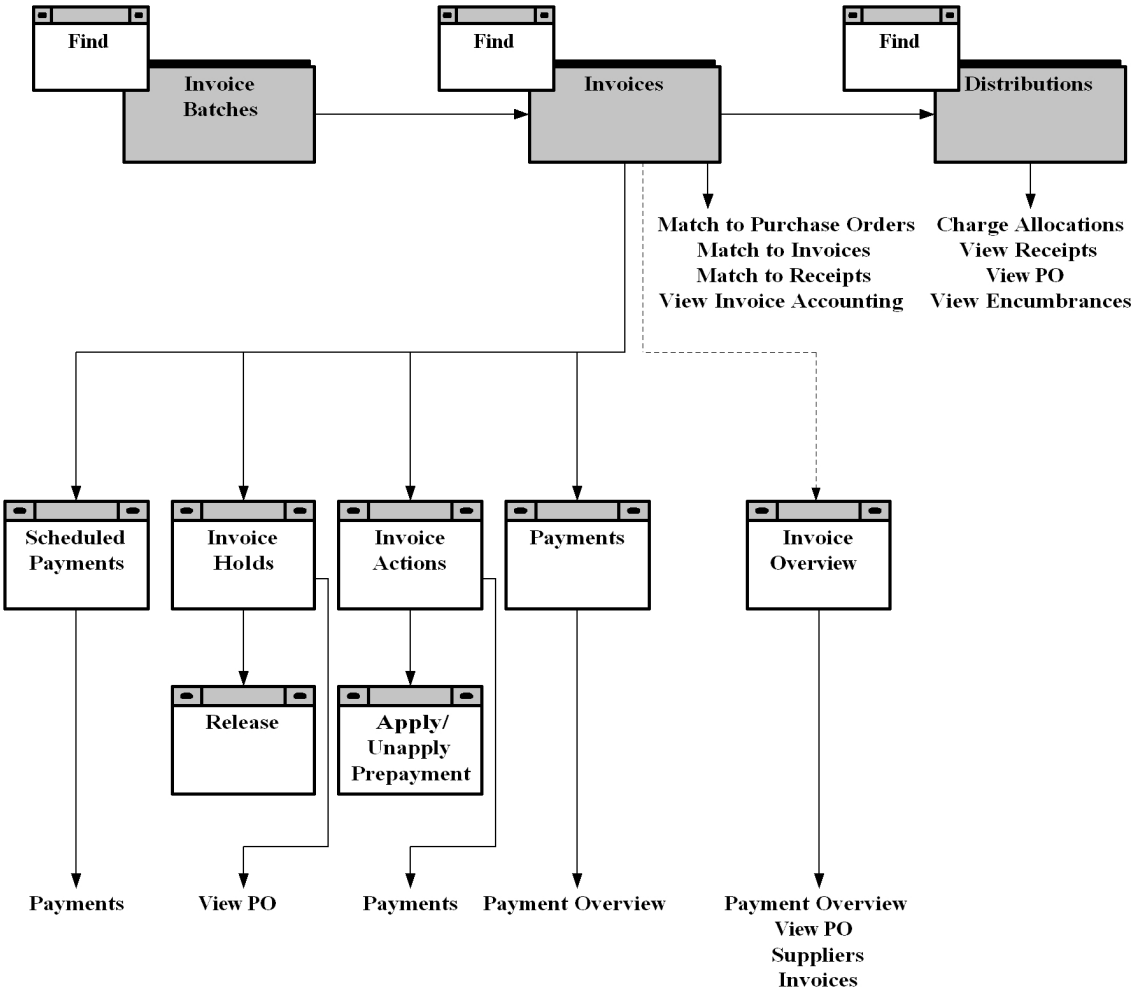 Find
Invoice
Batches
Find
Invoices
Find
Distributions
Match to Purchase Orders
Match to Invoices
Match to Receipts
View Invoice Accounting
Charge Allocations
View Receipts
View PO
View Encumbrances
Scheduled
Payments
Invoice
Holds
Invoice
Actions
Payments
Invoice
Overview
Release
Apply/
Unapply
Prepayment
Payments
View PO
Payments
Payment Overview
Payment Overview
View PO
Suppliers
Invoices